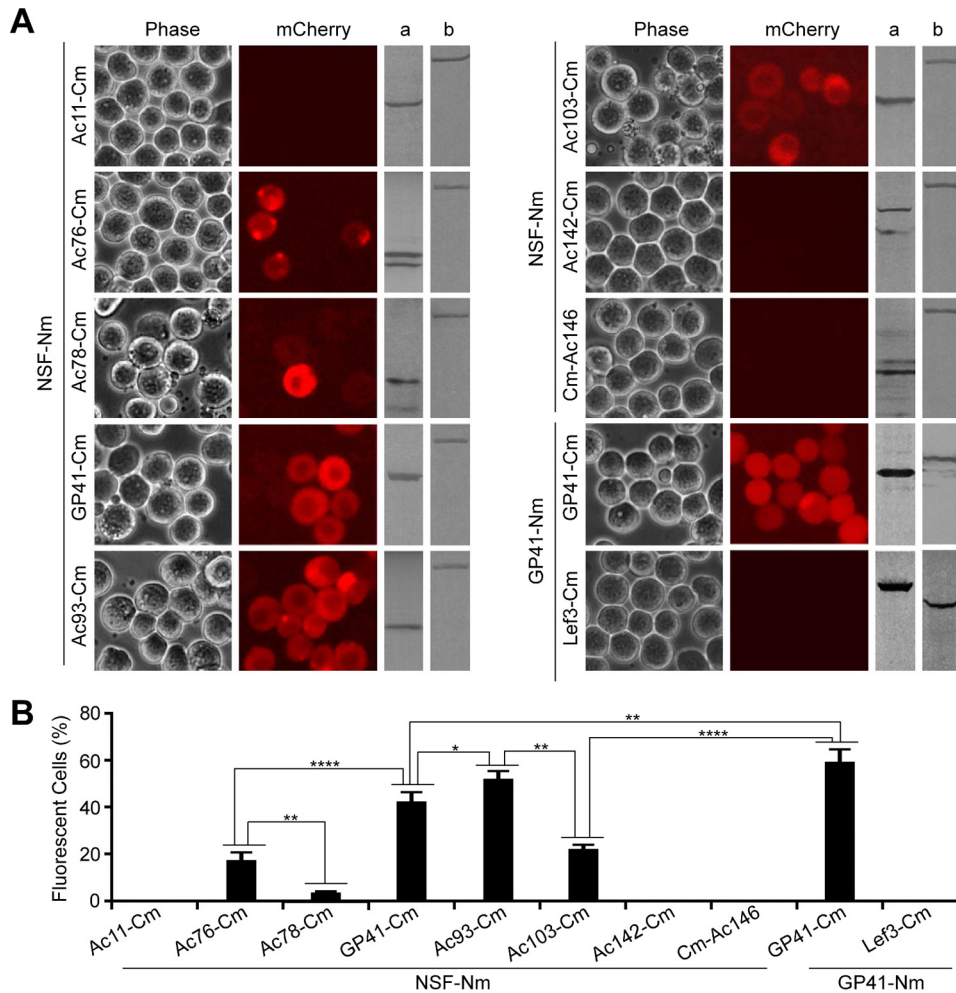 A
Phase mCherry a b
NSF-Nm
Ac11-Cm
Ac76-Cm
Ac78-Cm
GP41-Cm
Ac93-Cm
Phase mCherry a b
NSF-Nm
Ac103-Cm
Ac142-Cm
Cm-Ac146
GP41-Nm
GP41-Cm
Lef3-Cm
B
Fluorescent Cells (%)
80
60
40
20
0
**
****
****
*
**
**
Ac11-Cm Ac76-Cm Ac78-Cm GP41-Cm Ac93-Cm Ac103-Cm Ac142-Cm Cm-Ac146 GP41-Cm Lef3-Cm
NSF-Nm GP41-Nm